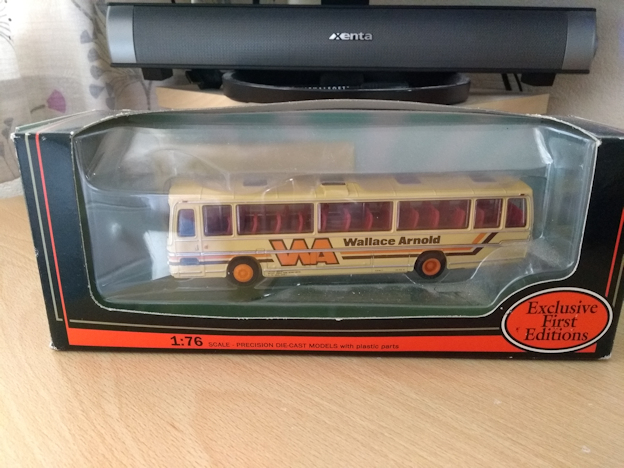 xenta
WA Wallace Arnold
Exclusive
First
Editions
1:76 SCALE - PRECISION DIE-CAST MODELS with plastic parts